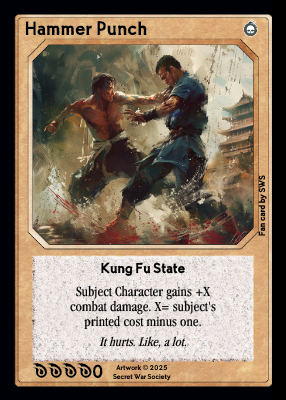 Hammer Punch
Fan card by SWS
Kung Fu State
Subject Character gains +X
combat damage. X= subject's
printed cost minus one.
It hurts. Like, a lot.
Artwork © 2025
Secret War Society
0